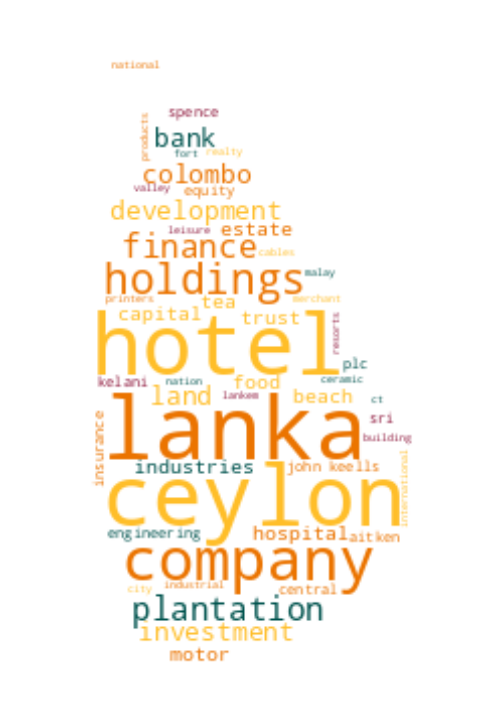 national
spence
products
bank
fort realty
colombo
valley equity
development
leisure estate
finance cables
holdings malay
printers tea merchant
capital trust
hotel
resorts
plc
kelani nation food ceramic
land lankem beach ct
lanka
sri
building
insurance
industries john keells
ceylon
international
engineering hospital aitken
company
city industrial central
plantation
investment
motor